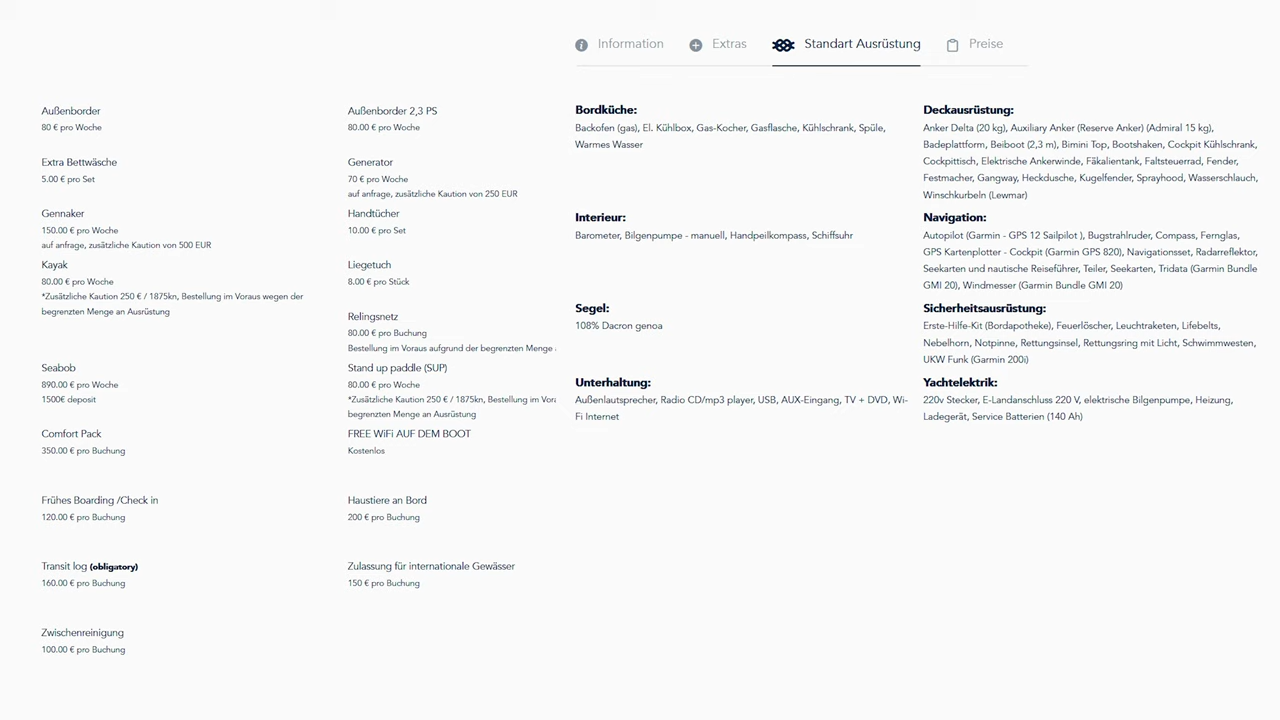 Information
Extras
Standart Ausrüstung
Preise
Außenborder
80 € pro Woche
Extra Bettwäsche
5.00 € pro Set
Gennaker
150.00 € pro Woche
auf anfrage, zusätzliche Kaution von 500 EUR
Kayak
80.00 € pro Woche
*Zusätzliche Kaution 250 € / 1875kn, Bestellung im Voraus wegen der
begrenzten Menge an Ausrüstung
Seabob
890.00 € pro Woche
1500€ deposit
Comfort Pack
350.00 € pro Buchung
Frühes Boarding /Check in
120.00 € pro Buchung
Transit log (obligatory)
160.00 € pro Buchung
Zwischenreinigung
100.00 € pro Buchung
Außenborder 2,3 PS
80.00 € pro Woche
Generator
70 € pro Woche
auf anfrage, zusätzliche Kaution von 250 EUR
Handtücher
10.00 € pro Set
Liegetuch
8.00 € pro Stück
Relingsnetz
80.00 € pro Buchung
Bestellung im Voraus aufgrund der begrenzten Menge
Stand up paddle (SUP)
80.00 € pro Woche
*Zusätzliche Kaution 250 € / 1875kn, Bestellung im Vora
begrenzten Menge an Ausrüstung
FREE WiFi AUF DEM BOOT
Kostenlos
Haustiere an Bord
200 € pro Buchung
Zulassung für internationale Gewässer
150 € pro Buchung
Bordküche:
Backofen (gas), El. Kühlbox, Gas-Kocher, Gasflasche, Kühlschrank, Spüle,
Warmes Wasser
Interieur:
Barometer, Bilgenpumpe - manuell, Handpeilkompass, Schiffsuhr
Segel:
108% Dacron genoa
Unterhaltung:
Außenlautsprecher, Radio CD/mp3 player, USB, AUX-Eingang, TV + DVD, Wi-
Fi Internet
Deckausrüstung:
Anker Delta (20 kg), Auxiliary Anker (Reserve Anker) (Admiral 15 kg),
Badeplattform, Beiboot (2,3 m), Bimini Top, Bootshaken, Cockpit Kühlschrank,
Cockpittisch, Elektrische Ankerwinde, Fäkalientank, Faltsteuerrad, Fender,
Festmacher, Gangway, Heckdusche, Kugelfender, Sprayhood, Wasserschlauch,
Winschkurbeln (Lewmar)
Navigation:
Autopilot (Garmin - GPS 12 Sailpilot ), Bugstrahlruder, Compass, Fernglas,
GPS Kartenplotter - Cockpit (Garmin GPS 820), Navigationsset, Radarreflektor,
Seekarten und nautische Reiseführer, Teiler, Seekarten, Tridata (Garmin Bundle
GMI 20), Windmesser (Garmin Bundle GMI 20)
Sicherheitsausrüstung:
Erste-Hilfe-Kit (Bordapotheke), Feuerlöscher, Leuchtraketen, Lifebelts,
Nebelhorn, Notpinne, Rettungsinsel, Rettungsring mit Licht, Schwimmwesten,
UKW Funk (Garmin 200i)
Yachtelektrik:
220v Stecker, E-Landanschluss 220 V, elektrische Bilgenpumpe, Heizung,
Ladegerät, Service Batterien (140 Ah)